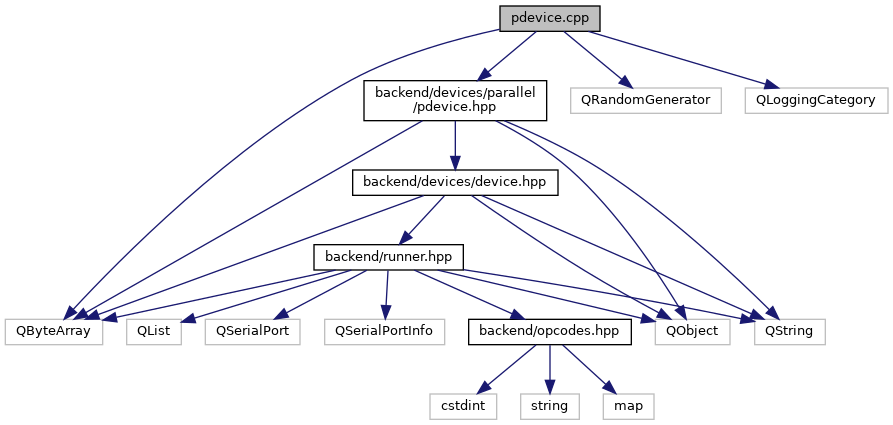 pdevice.cpp
backend/devices/parallel
/pdevice.hpp
QRandomGenerator
QLoggingCategory
backend/devices/device.hpp
backend/runner.hpp
QByteArray
QList
QSerialPort
QSerialPortInfo
backend/opcodes.hpp
QObject
QString
cstdint
string
map